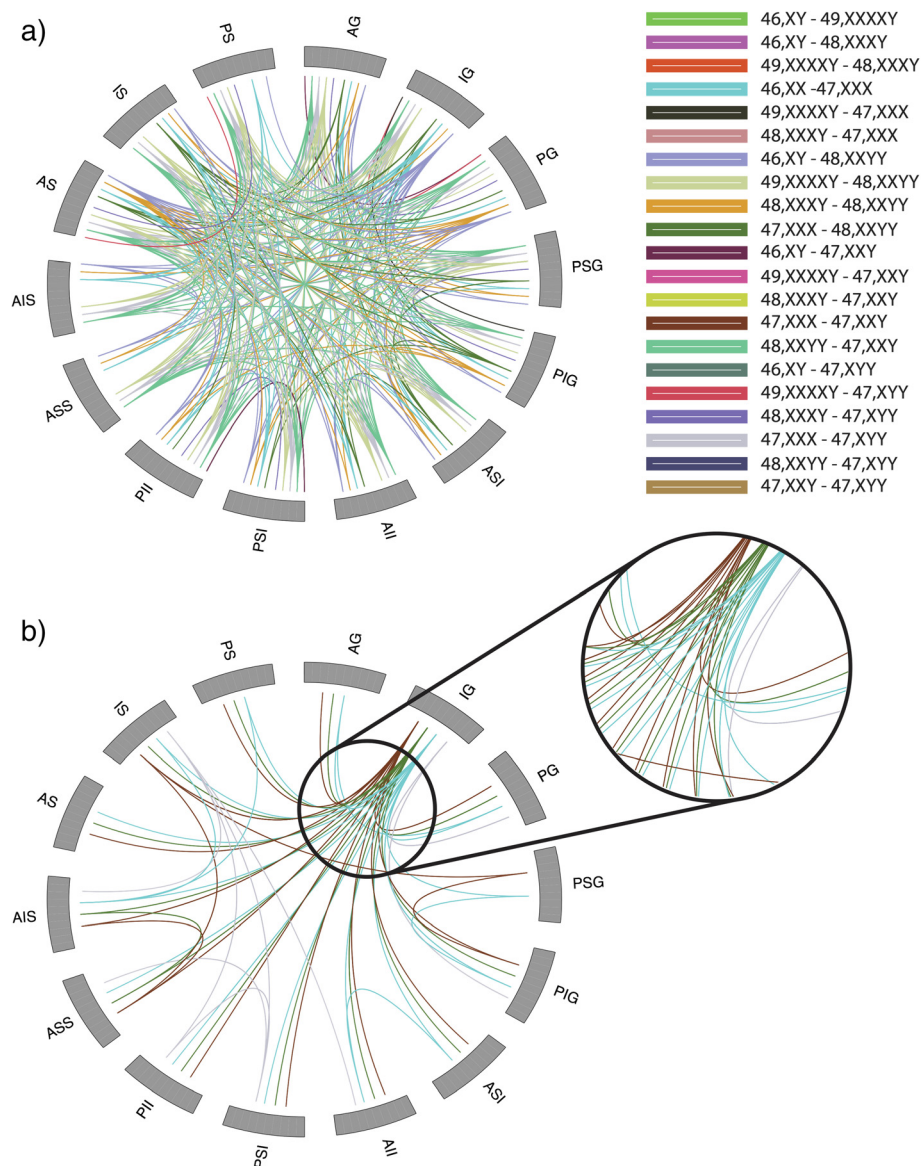 a)
PS
AG
IS
IG
AS
PG
AIS
PSG
ASS
PIG
PII
ASI
PSI
AII
46,XY - 49,XXXXY
46,XY - 48,XXXY
49,XXXXY - 48,XXXY
46,XX -47,XXX
49,XXXXY - 47,XXX
48,XXXY - 47,XXX
46,XY - 48,XXYY
49,XXXXY - 48,XXYY
48,XXXY - 48,XXYY
47,XXX - 48,XXYY
46,XY - 47,XXY
49,XXXXY - 47,XXY
48,XXXY - 47,XXY
47,XXX - 47,XXY
48,XXYY - 47,XXY
46,XY - 47,XYY
49,XXXXY - 47,XYY
48,XXXY - 47,XYY
47,XXX - 47,XYY
48,XXYY - 47,XYY
47,XXY - 47,XYY
b)
PS
AG
IS
IG
AS
PG
AIS
PSG
ASS
PIG
PII
ASI
PSI
AII